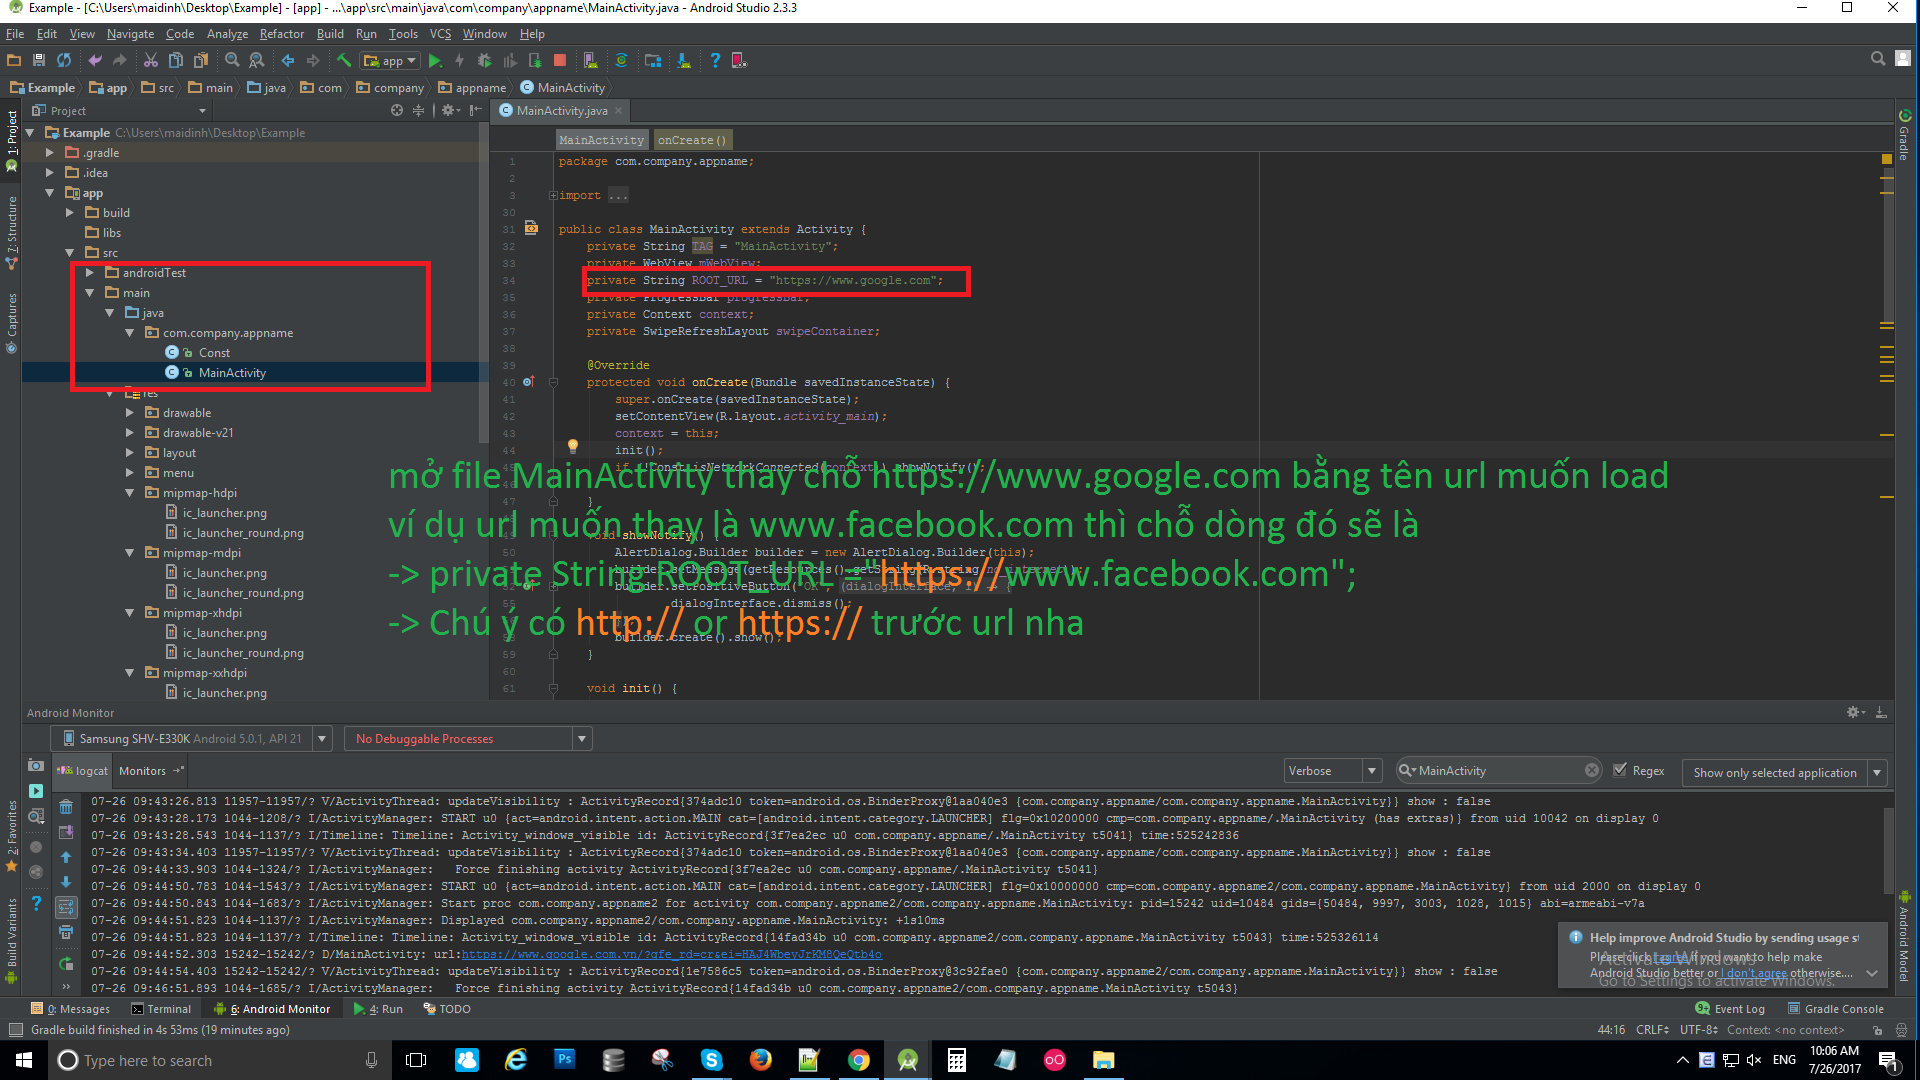 Example - [C:\Users\maidinh\Desktop\Example] - [app] - ...\app\src\main\java\com\company\appname\MainActivity.java - Android Studio 2.3.3
File Edit View Navigate Code Analyze Refactor Build Run Tools VCS Window Help
app
Example app src main java com company appname MainActivity
Project
MainActivity.java
1: Project
7: Structure
Captures
2: Favorites
Build Variants
Example C:\Users\maidinh\Desktop\Example
.gradle
.idea
app
build
libs
src
androidTest
main
java
com.company.appname
Const
MainActivity
res
drawable
drawable-v21
layout
menu
mipmap-hdpi
ic_launcher.png
ic_launcher_round.png
mipmap-mdpi
ic_launcher.png
ic_launcher_round.png
mipmap-xhdpi
ic_launcher.png
ic_launcher_round.png
mipmap-xxhdpi
ic_launcher.png
MainActivity onCreate()
1 package com.company.appname;
2
3 import ...
30
31 public class MainActivity extends Activity {
32 private String TAG = "MainActivity";
33 private WebView mWebView;
34 private String ROOT_URL = "https://www.google.com";
35 private ProgressBar progressBar;
36 private Context context;
37 private SwipeRefreshLayout swipeContainer;
38
39 @Override
40 protected void onCreate(Bundle savedInstanceState) {
41 super.onCreate(savedInstanceState);
42 setContentView(R.layout.activity_main);
43 context = this;
44 init();
if (!Const.isNetworkConnected(context)) showNotify();
mở file MainActivity thay chỗ https://www.google.com bằng tên url muốn load
47 }
void showNotify() {
ví dụ url muốn thay là www.facebook.com thì chỗ dòng đó sẽ là
50 AlertDialog.Builder builder = new AlertDialog.Builder(this);
-> private String ROOT_URL ="https://www.facebook.com";
builder.setPositiveButton("OK", (dialogInterface, i) -> {
55 dialogInterface.dismiss();
-> Chú ý có http:// or https:// trước url nha
builder.create().show();
59 }
60
61 void init() {
Gradle
Android Model
Android Monitor
Samsung SHV-E330K Android 5.0.1, API 21
No Debuggable Processes
logcat Monitors
Verbose
MainActivity
Regex
Show only selected application
07-26 09:43:26.813 11957-11957/? V/ActivityThread: updateVisibility : ActivityRecord{374adc10 token=android.os.BinderProxy@1aa040e3 {com.company.appname/com.company.appname.MainActivity}} show : false
07-26 09:43:28.173 1044-1208/? I/ActivityManager: START u0 {act=android.intent.action.MAIN cat=[android.intent.category.LAUNCHER] flg=0x10200000 cmp=com.company.appname/.MainActivity (has extras)} from uid 10042 on display 0
07-26 09:43:28.543 1044-1137/? I/Timeline: Timeline: Activity_windows_visible id: ActivityRecord{3f7ea2ec u0 com.company.appname/.MainActivity t5041} time:525242836
07-26 09:43:34.403 11957-11957/? V/ActivityThread: updateVisibility : ActivityRecord{374adc10 token=android.os.BinderProxy@1aa040e3 {com.company.appname/com.company.appname.MainActivity}} show : false
07-26 09:44:33.903 1044-1324/? I/ActivityManager: Force finishing activity ActivityRecord{3f7ea2ec u0 com.company.appname/.MainActivity t5041}
07-26 09:44:50.783 1044-1543/? I/ActivityManager: START u0 {act=android.intent.action.MAIN cat=[android.intent.category.LAUNCHER] flg=0x10000000 cmp=com.company.appname2/com.company.appname.MainActivity} from uid 2000 on display 0
07-26 09:44:50.843 1044-1683/? I/ActivityManager: Start proc com.company.appname2 for activity com.company.appname2/com.company.appname.MainActivity: pid=15242 uid=10484 gids={50484, 9997, 3003, 1028, 1015} abi=armeabi-v7a
07-26 09:44:51.823 1044-1137/? I/ActivityManager: Displayed com.company.appname2/com.company.appname.MainActivity: +1s10ms
07-26 09:44:51.823 1044-1137/? I/Timeline: Timeline: Activity_windows_visible id: ActivityRecord{14fad34b u0 com.company.appname2/com.company.appname.MainActivity t5043} time:525326114
07-26 09:44:52.303 15242-15242/? D/MainActivity: url:https://www.google.com.vn/?gfe_rd=cr&ei=HAJ4WbeyJrKM8QeQtb4o
07-26 09:44:54.403 15242-15242/? V/ActivityThread: updateVisibility : ActivityRecord{1e7586c5 token=android.os.BinderProxy@3c92fae0 {com.company.appname2/com.company.appname.MainActivity}} show : false
07-26 09:46:51.893 1044-1685/? I/ActivityManager: Force finishing activity ActivityRecord{14fad34b u0 com.company.appname2/com.company.appname.MainActivity t5043}
Help improve Android Studio by sending usage st
Please click I agree if you want to help make
Android Studio better or I don't agree otherwise....
Activate Windows
Go to Settings to activate Windows.
0: Messages Terminal 6: Android Monitor 4: Run TODO Event Log Gradle Console
Gradle build finished in 4s 53ms (19 minutes ago) 44:16 CRLF UTF-8 Context: <no context>
Type here to search
ENG
10:06 AM
7/26/2017
1